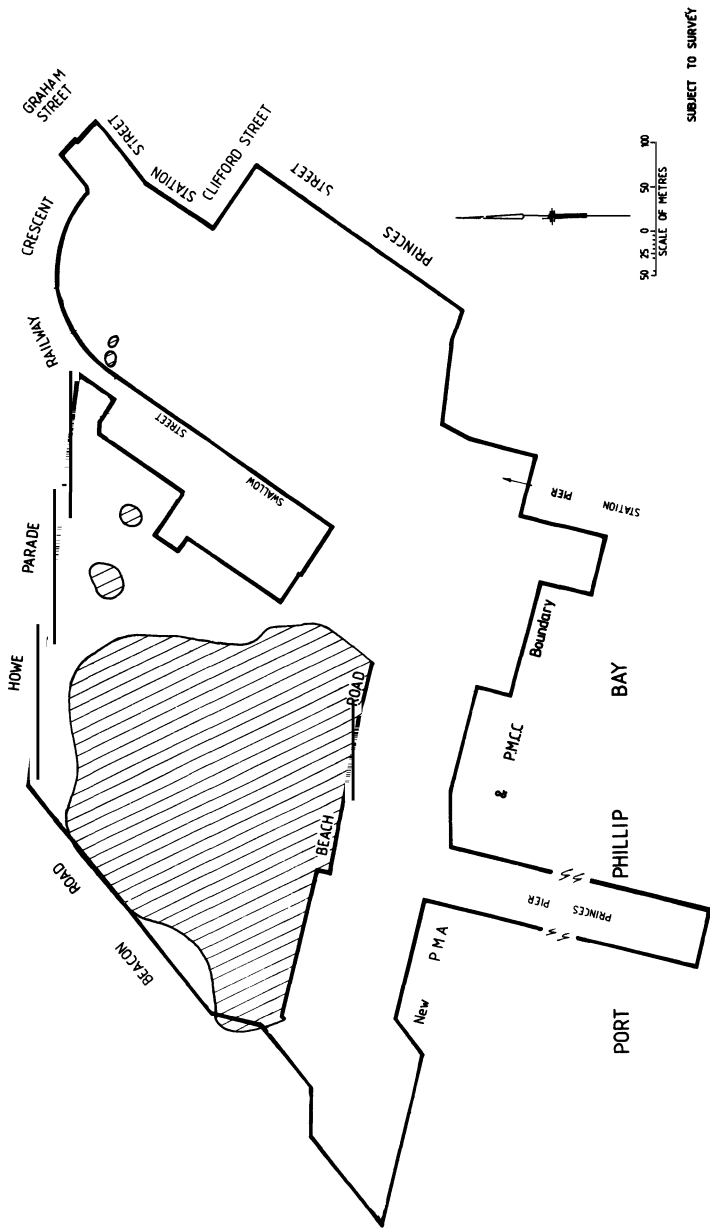 GRAHAM
STREET
STREET
STATION
CLIFFORD STREET
CRESCENT
RAILWAY
STREET
PRINCES
PARADE
HOWE
STREET
SWALLOW
ROAD
BEACON
BEACH
ROAD
STATION
PIER
Boundary
P.M.C.C
&
P M A
New
PRINCES
PIER
PORT
PHILLIP
BAY
50 25 0 50 100
SCALE OF METRES
SUBJECT TO SURVEY